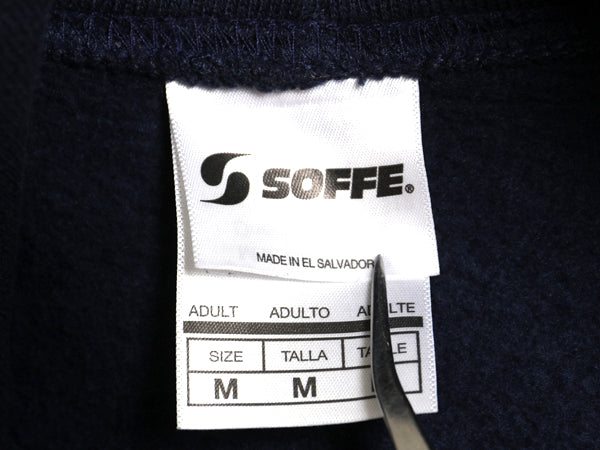 SOFFE®
MADE IN EL SALVADOR
ADULT ADULTO
SIZE TALLA
M M